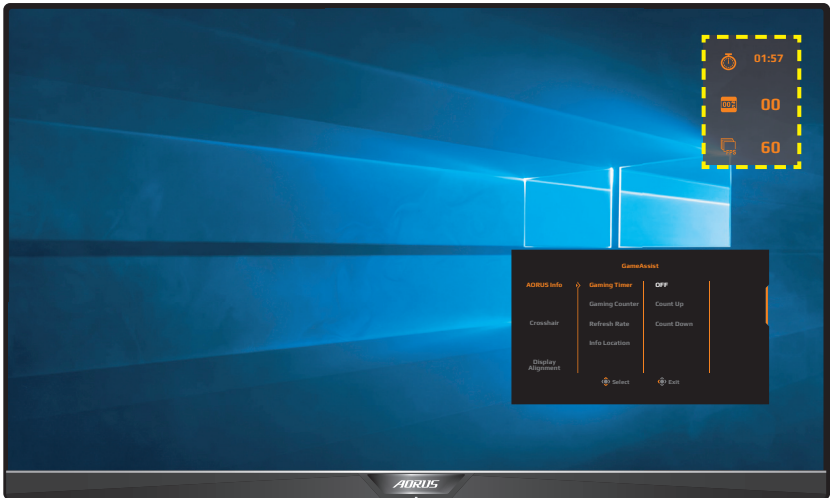 01:57
00
60
FPS
GameAssist
AORUS Info
Gaming Timer
OFF
Gaming Counter
Count Up
Crosshair
Refresh Rate
Count Down
Info Location
Display
Alignment
Select
Exit
AORUS